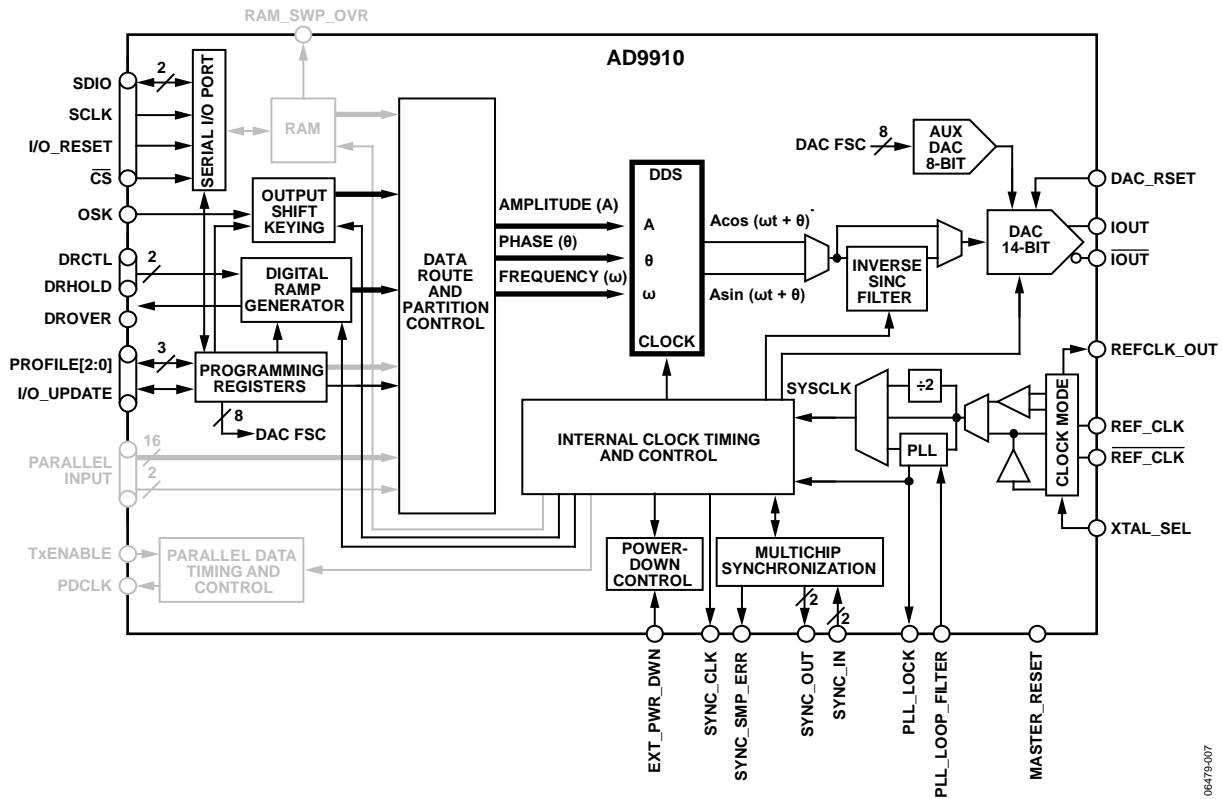 RAM_SWP_OVR
AD9910
SDIO
2
SCLK
I/O_RESET
CS
SERIAL I/O PORT
RAM
OSK
OUTPUT
SHIFT
KEYING
DRCTL
2
DRHOLD
DROVER
DIGITAL
RAMP
GENERATOR
PROFILE[2:0]
3
I/O_UPDATE
PROGRAMMING
REGISTERS
8
DAC FSC
PARALLEL
INPUT
16
2
TxENABLE
PDCLK
PARALLEL DATA
TIMING AND
CONTROL
DATA
ROUTE
AND
PARTITION
CONTROL
AMPLITUDE (A)
PHASE (θ)
FREQUENCY (ω)
DDS
A
θ
ω
CLOCK
Acos (ωt + θ)
Asin (ωt + θ)
INVERSE
SINC
FILTER
DAC FSC
8
AUX
DAC
8-BIT
DAC
14-BIT
DAC_RSET
IOUT
IOUT
REFCLK_OUT
REF_CLK
REF_CLK
XTAL_SEL
CLOCK MODE
SYSCLK
÷2
PLL
INTERNAL CLOCK TIMING
AND CONTROL
POWER-
DOWN
CONTROL
MULTICHIP
SYNCHRONIZATION
2
2
EXT_PWR_DWN
SYNC_CLK
SYNC_SMP_ERR
SYNC_OUT
SYNC_IN
PLL_LOCK
PLL_LOOP_FILTER
MASTER_RESET
06479-007